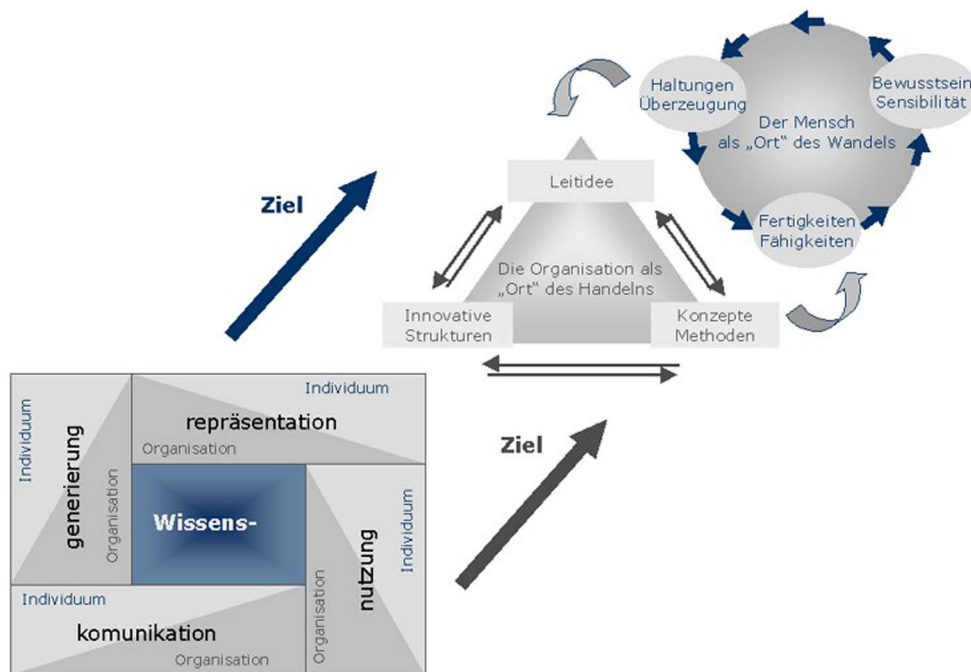 Haltungen
Überzeugung
Bewusstsein
Sensibilität
Der Mensch
als „Ort” des Wandels
Fertigkeiten
Fähigkeiten
Leitidee
Die Organisation als
„Ort” des Handelns
Innovative
Strukturen
Konzepte
Methoden
Ziel
Ziel
Individuum
repräsentation
Organisation
Individuum
generierung
Organisation
Wissens-
Individuum
nutzung
Organisation
Individuum
komunikation
Organisation